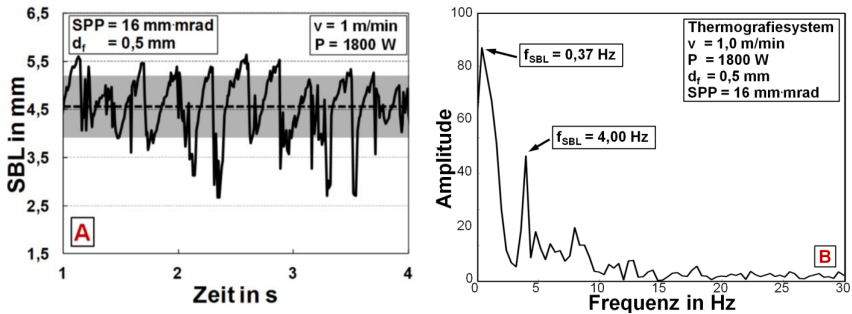 SPP = 16 mm·mrad
d_f = 0,5 mm
v = 1 m/min
P = 1800 W
SBL in mm
6,5
5,5
4,5
3,5
2,5
1,5
A
1
2
3
4
Zeit in s
Thermografiesystem
v = 1,0 m/min
P = 1800 W
d_f = 0,5 mm
SPP = 16 mm·mrad
f_SBL = 0,37 Hz
f_SBL = 4,00 Hz
Amplitude
100
80
60
40
20
0
B
0
5
10
15
20
25
30
Frequenz in Hz